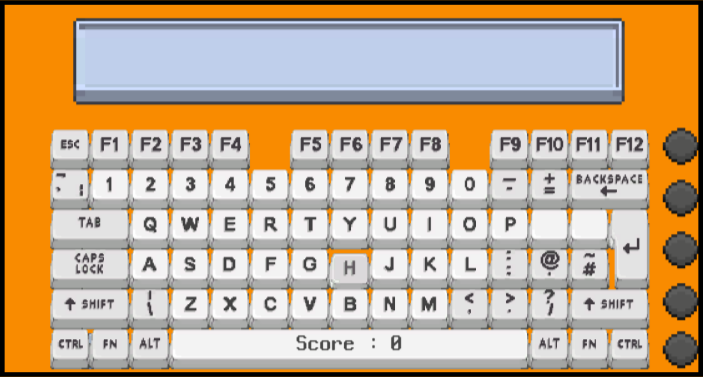 ESC F1 F2 F3 F4 F5 F6 F7 F8 F9 F10 F11 F12
1 2 3 4 5 6 7 8 9 0 - + = BACKSPACE ←
TAB Q W E R T Y U I O P ↵
CAPS LOCK A S D F G H J K L : ; @ ~ #
↑ SHIFT Z X C V B N M < , > . ? / ↑ SHIFT
CTRL FN ALT Score : 0 ALT FN CTRL